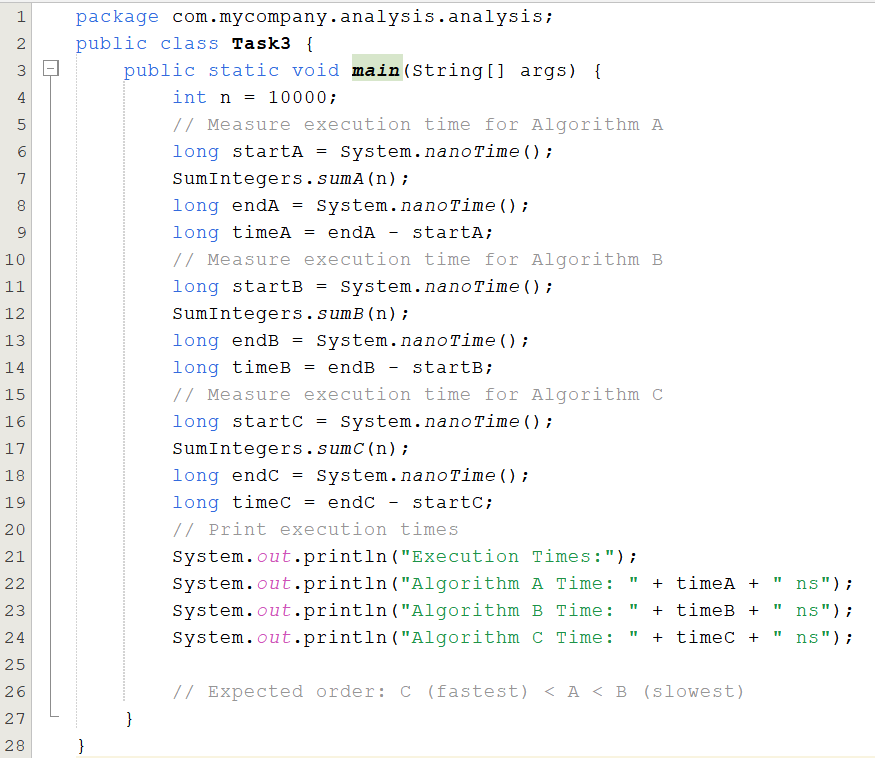 1 package com.mycompany.analysis.analysis;
2 public class Task3 {
3 public static void main(String[] args) {
4 int n = 10000;
5 // Measure execution time for Algorithm A
6 long startA = System.nanoTime();
7 SumIntegers.sumA(n);
8 long endA = System.nanoTime();
9 long timeA = endA - startA;
10 // Measure execution time for Algorithm B
11 long startB = System.nanoTime();
12 SumIntegers.sumB(n);
13 long endB = System.nanoTime();
14 long timeB = endB - startB;
15 // Measure execution time for Algorithm C
16 long startC = System.nanoTime();
17 SumIntegers.sumC(n);
18 long endC = System.nanoTime();
19 long timeC = endC - startC;
20 // Print execution times
21 System.out.println("Execution Times:");
22 System.out.println("Algorithm A Time: " + timeA + " ns");
23 System.out.println("Algorithm B Time: " + timeB + " ns");
24 System.out.println("Algorithm C Time: " + timeC + " ns");
25
26 // Expected order: C (fastest) < A < B (slowest)
27 }
28 }